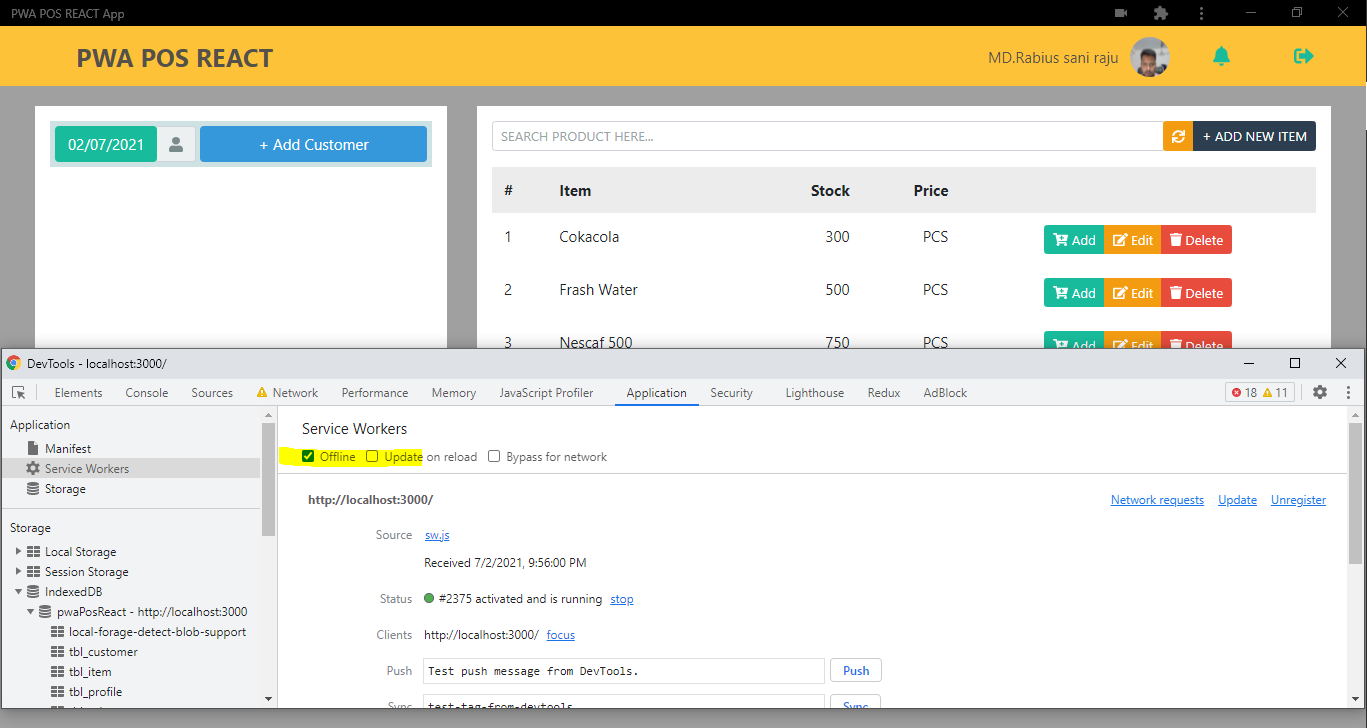 PWA POS REACT App
PWA POS REACT
MD.Rabius sani raju
02/07/2021
+ Add Customer
SEARCH PRODUCT HERE...
+ ADD NEW ITEM
# Item Stock Price
1 Cokacola 300 PCS Add Edit Delete
2 Frash Water 500 PCS Add Edit Delete
3 Nescaf 500 750 PCS Add Edit Delete
DevTools - localhost:3000/
Elements Console Sources Network Performance Memory JavaScript Profiler Application Security Lighthouse Redux AdBlock 18 11
Application
Manifest
Service Workers
Storage
Storage
Local Storage
Session Storage
IndexedDB
pwaPosReact - http://localhost:3000
local-forage-detect-blob-support
tbl_customer
tbl_item
tbl_profile
Service Workers
Offline Update on reload Bypass for network
http://localhost:3000/ Network requests Update Unregister
Source sw.js
Received 7/2/2021, 9:56:00 PM
Status #2375 activated and is running stop
Clients http://localhost:3000/ focus
Push Test push message from DevTools. Push
Sync test-tag-from-devtools Sync